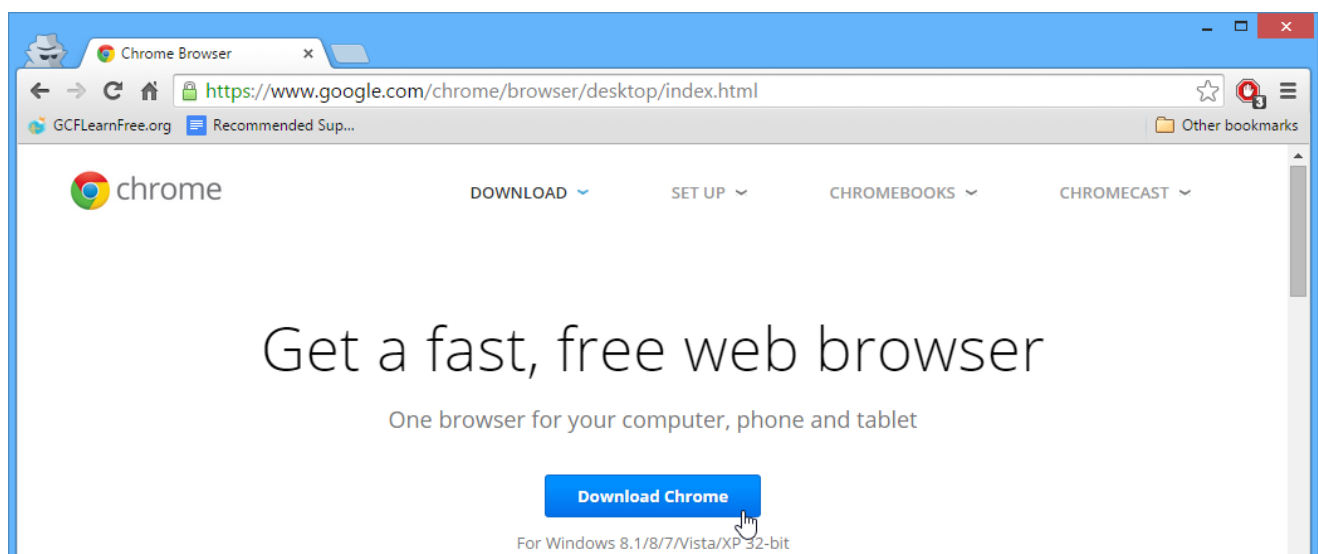 Chrome Browser
https://www.google.com/chrome/browser/desktop/index.html
3
GCFLearnFree.org Recommended Sup... Other bookmarks
chrome DOWNLOAD SET UP CHROMEBOOKS CHROMECAST
Get a fast, free web browser
One browser for your computer, phone and tablet
Download Chrome
For Windows 8.1/8/7/Vista/XP 32-bit